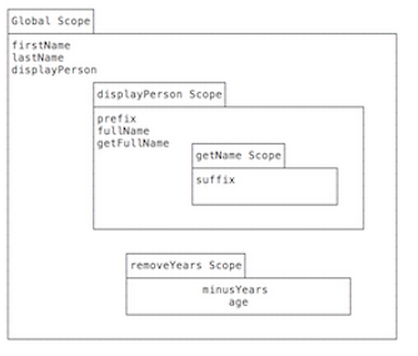 Global Scope
firstName
lastName
displayPerson
displayPerson Scope
prefix
fullName
getFullName
getName Scope
suffix
removeYears Scope
minusYears
age